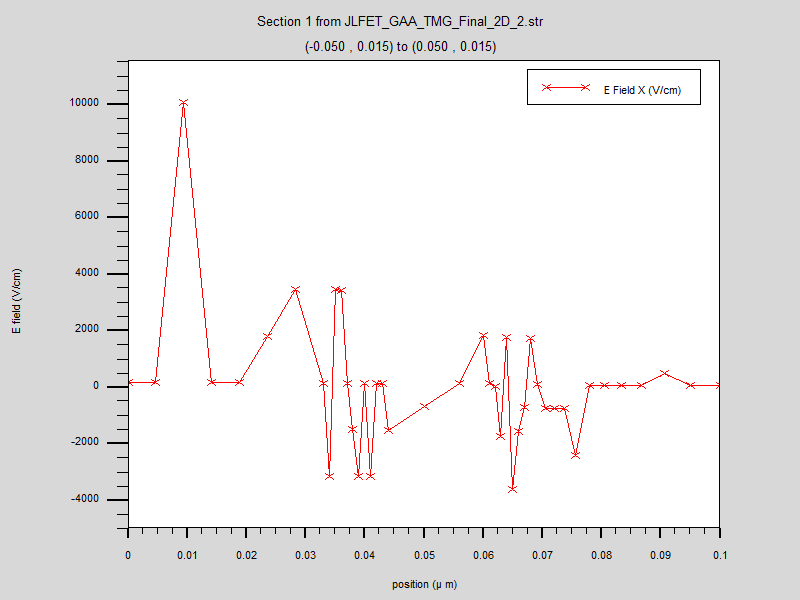 Section 1 from JLFET_GAA_TMG_Final_2D_2.str
(-0.050 , 0.015) to (0.050 , 0.015)
E Field X (V/cm)
10000
8000
6000
4000
2000
0
-2000
-4000
E field (V/cm)
0 0.01 0.02 0.03 0.04 0.05 0.06 0.07 0.08 0.09 0.1
position (µ m)